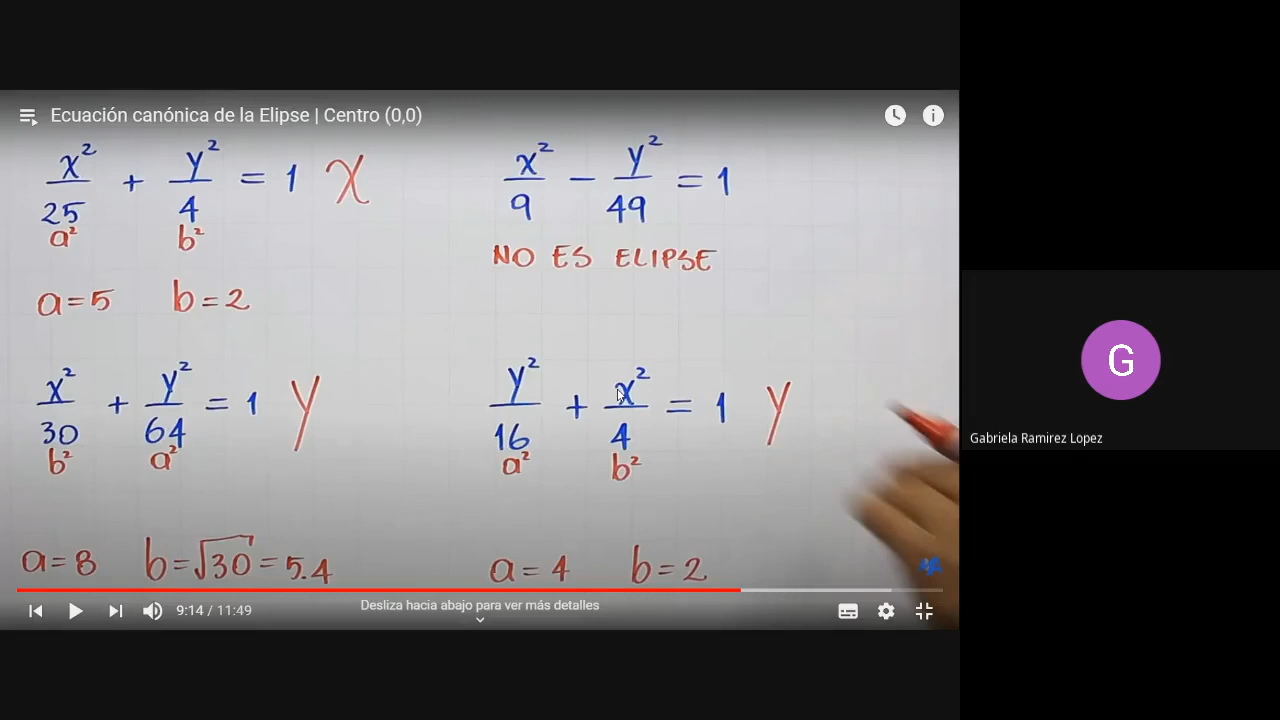 Ecuación canónica de la Elipse | Centro (0,0)
x²/25 + y²/4 = 1 x
a² b²
a=5 b=2
x²/9 − y²/49 = 1
NO ES ELIPSE
x²/30 + y²/64 = 1 y
b² a²
a=8 b=√30=5.4
y²/16 + x²/4 = 1 y
a² b²
a=4 b=2
9:14 / 11:49
Desliza hacia abajo para ver más detalles
G
Gabriela Ramirez Lopez